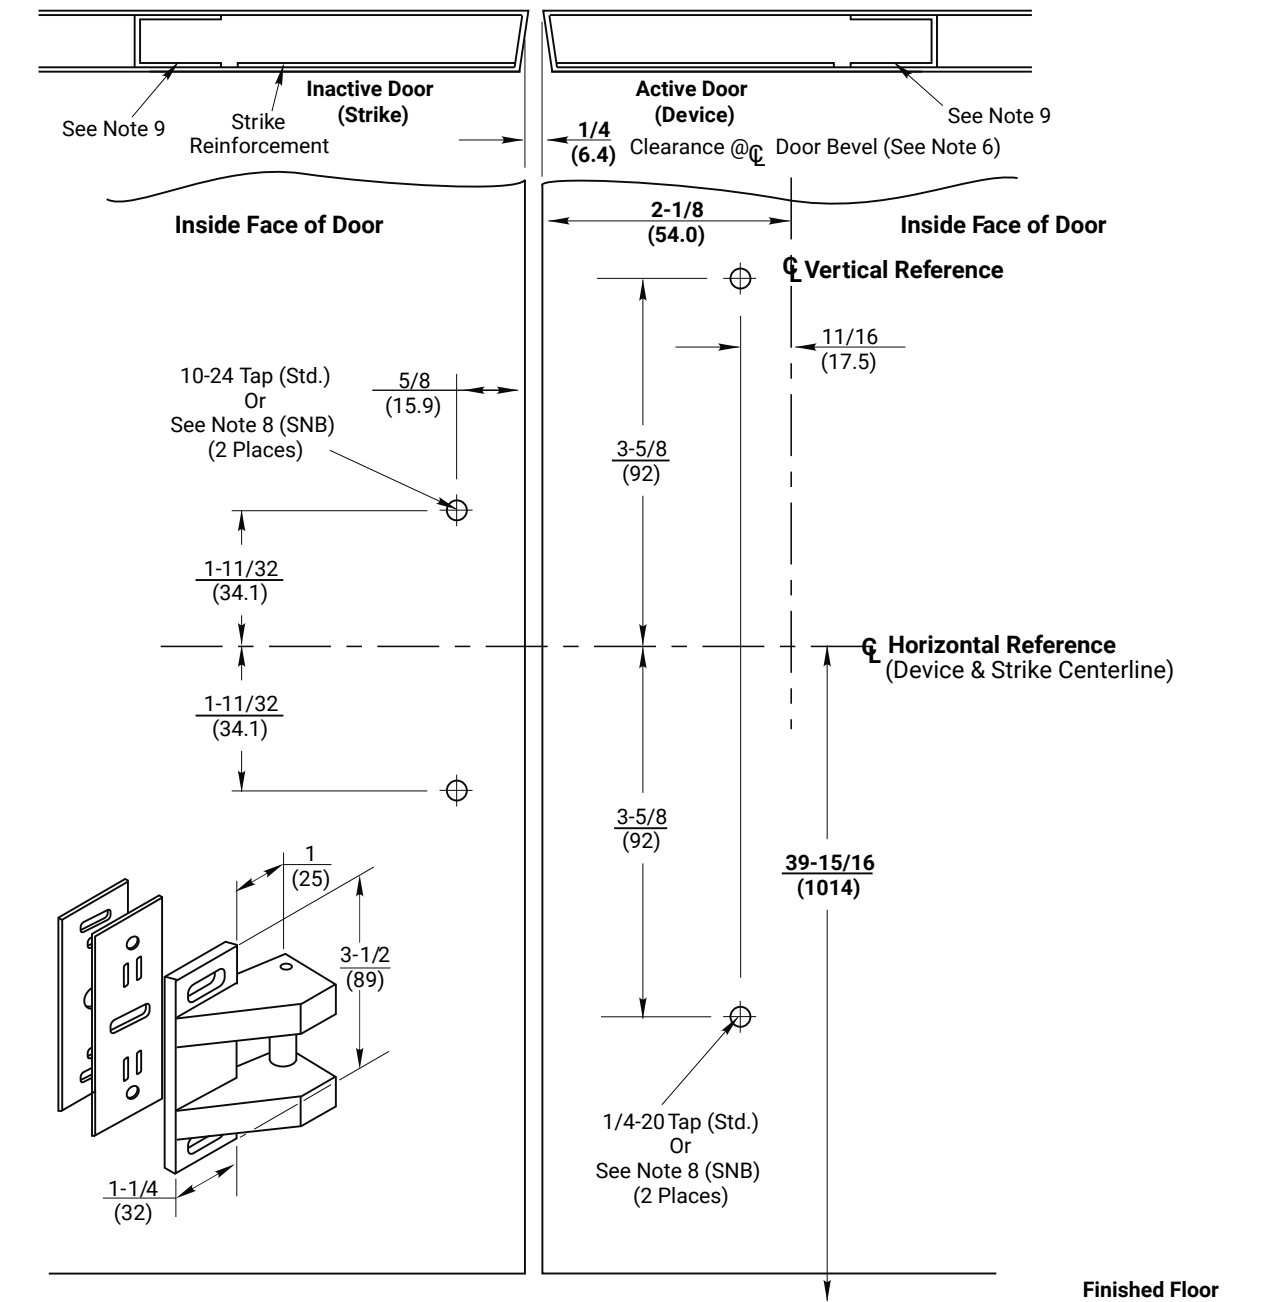 Inactive Door
(Strike)
Active Door
(Device)
See Note 9
Strike
Reinforcement
See Note 9
1/4
(6.4)
Clearance @ ℄ Door Bevel (See Note 6)
Inside Face of Door
2-1/8
(54.0)
Inside Face of Door
℄ Vertical Reference
11/16
(17.5)
10-24 Tap (Std.)
Or
See Note 8 (SNB)
(2 Places)
5/8
(15.9)
3-5/8
(92)
1-11/32
(34.1)
℄ Horizontal Reference
(Device & Strike Centerline)
1-11/32
(34.1)
3-5/8
(92)
39-15/16
(1014)
1
(25)
3-1/2
(89)
1-1/4
(32)
1/4-20 Tap (Std.)
Or
See Note 8 (SNB)
(2 Places)
Finished Floor